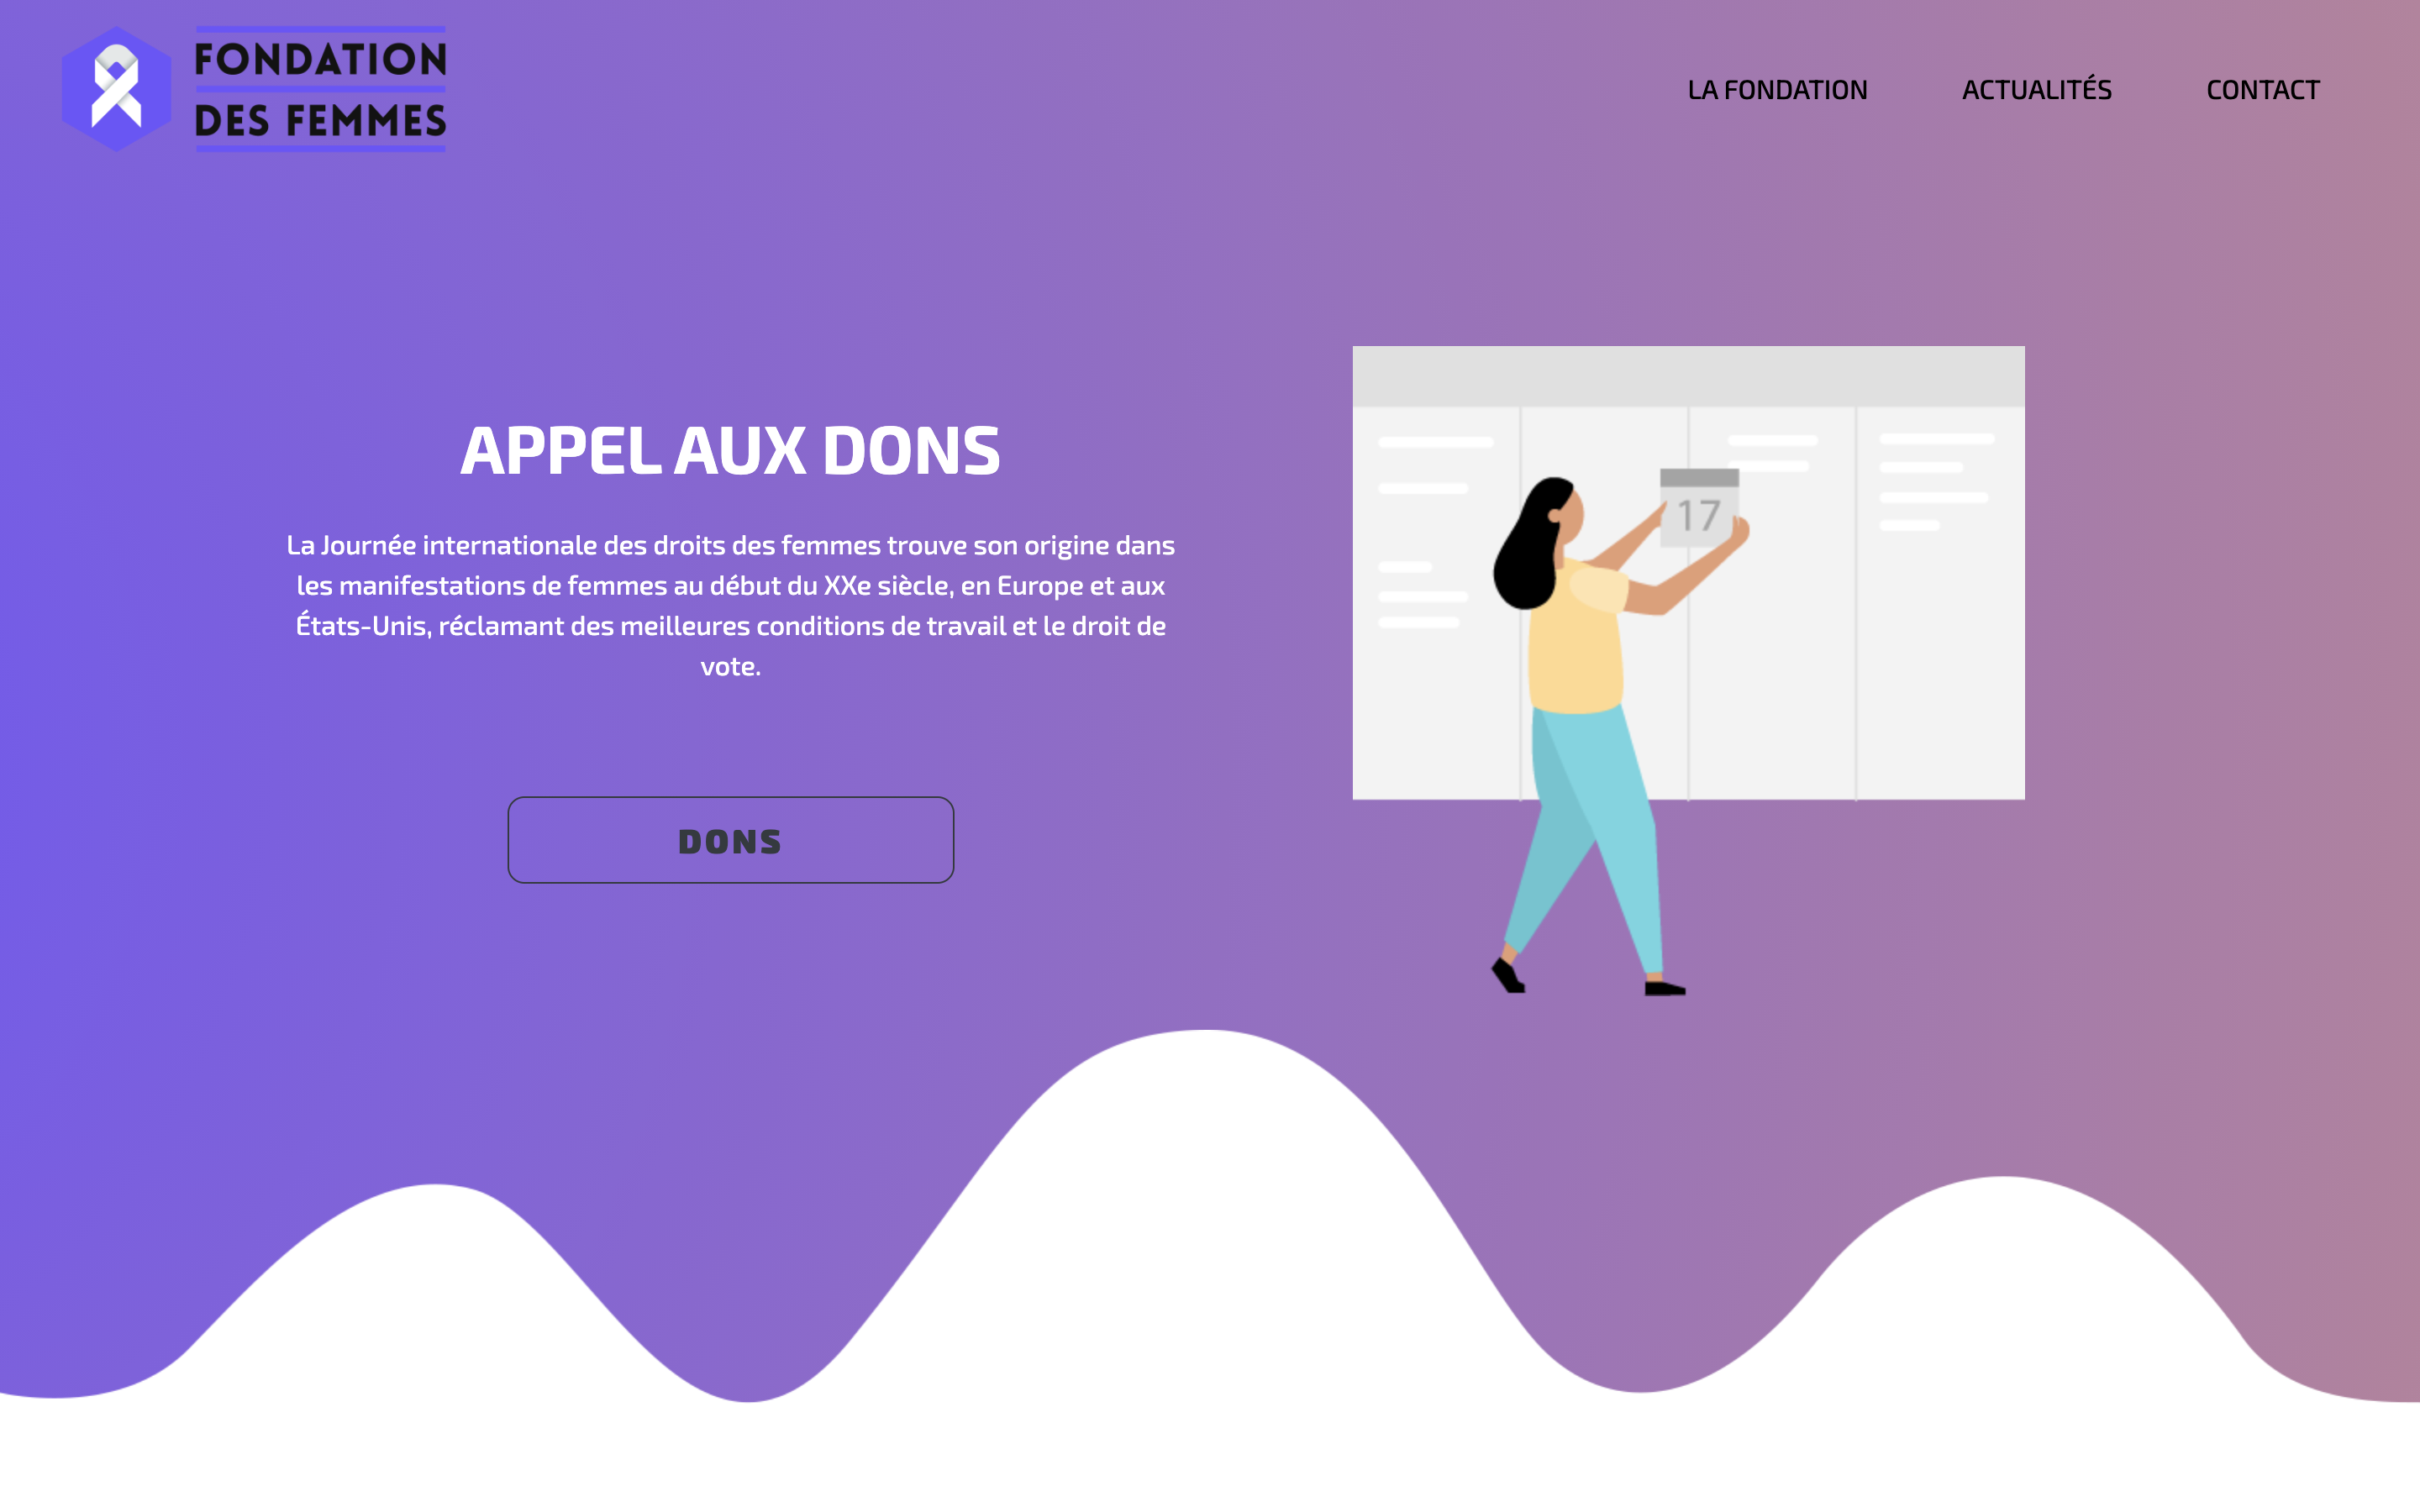 FONDATION
DES FEMMES
LA FONDATION
ACTUALITÉS
CONTACT
APPEL AUX DONS
La Journée internationale des droits des femmes trouve son origine dans
les manifestations de femmes au début du XXe siècle, en Europe et aux
États-Unis, réclamant des meilleures conditions de travail et le droit de
vote.
DONS
17